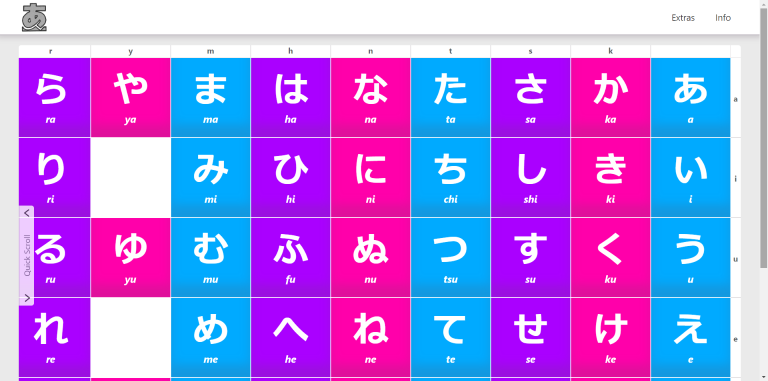 あ
Extras Info
r y m h n t s k
ら や ま は な た さ か あ a
ra ya ma ha na ta sa ka a
り み ひ に ち し き い i
ri mi hi ni chi shi ki i
る ゆ む ふ ぬ つ す く う u
ru yu mu fu nu tsu su ku u
Quick Scroll
れ め へ ね て せ け え e
re me he ne te se ke e